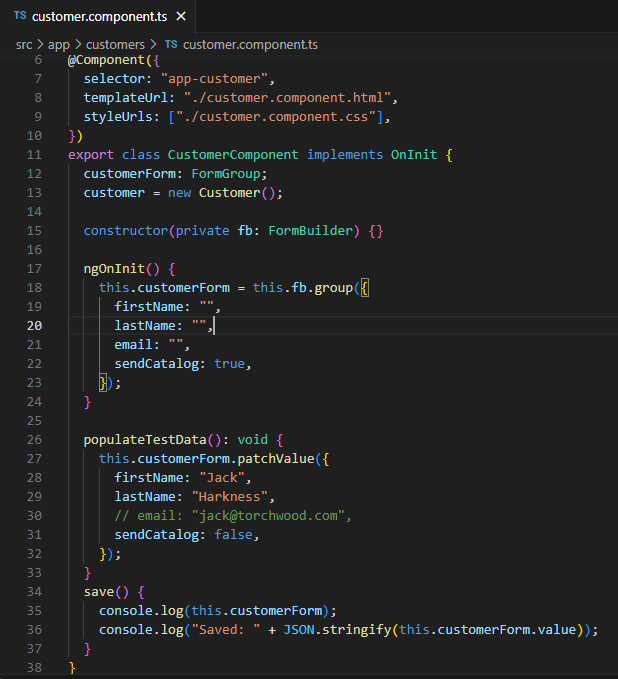 TS customer.component.ts ×
src > app > customers > TS customer.component.ts
6 @Component({
7   selector: "app-customer",
8   templateUrl: "./customer.component.html",
9   styleUrls: ["./customer.component.css"],
10 })
11 export class CustomerComponent implements OnInit {
12   customerForm: FormGroup;
13   customer = new Customer();
14
15   constructor(private fb: FormBuilder) {}
16
17   ngOnInit() {
18     this.customerForm = this.fb.group({
19       firstName: "",
20       lastName: "",
21       email: "",
22       sendCatalog: true,
23     });
24   }
25
26   populateTestData(): void {
27     this.customerForm.patchValue({
28       firstName: "Jack",
29       lastName: "Harkness",
30       // email: "jack@torchwood.com",
31       sendCatalog: false,
32     });
33   }
34   save() {
35     console.log(this.customerForm);
36     console.log("Saved: " + JSON.stringify(this.customerForm.value));
37   }
38 }